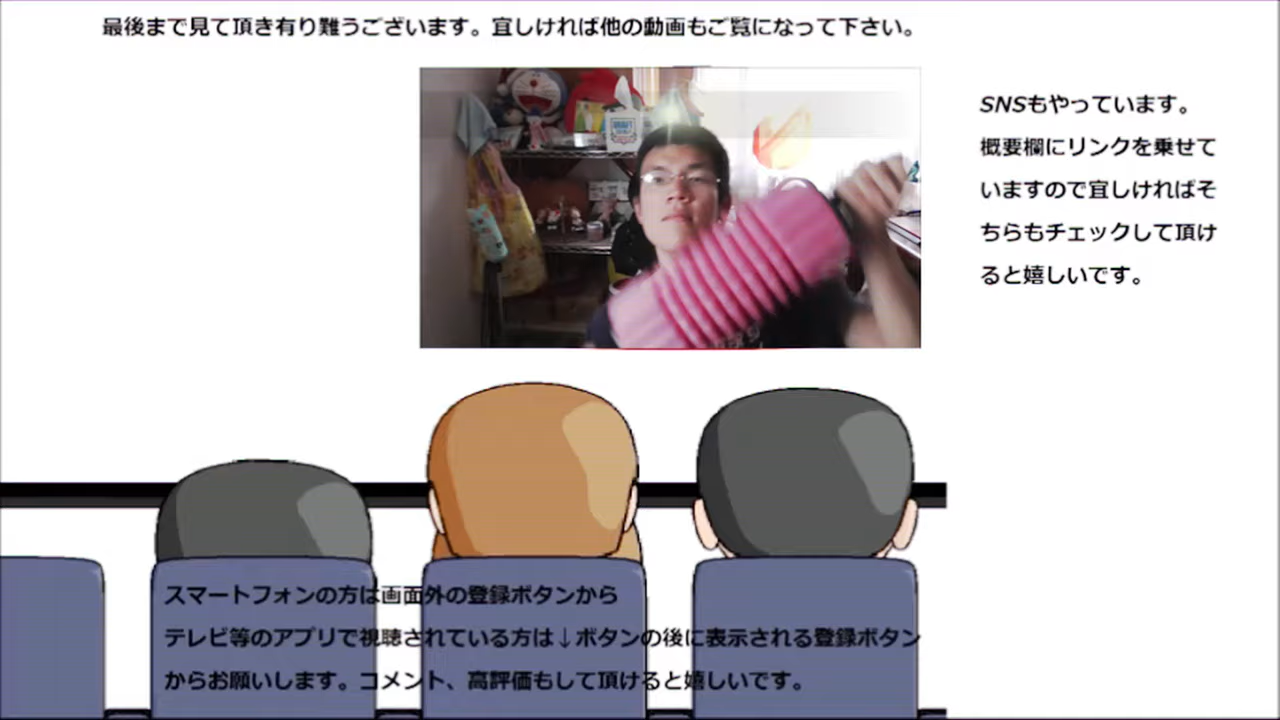 最後まで見て頂き有り難うございます。宜しければ他の動画もご覧になって下さい。
SNSもやっています。
概要欄にリンクを乗せて
いますので宜しければそ
ちらもチェックして頂け
ると嬉しいです。
スマートフォンの方は画面外の登録ボタンから
テレビ等のアプリで視聴されている方は↓ボタンの後に表示される登録ボタン
からお願いします。コメント、高評価もして頂けると嬉しいです。